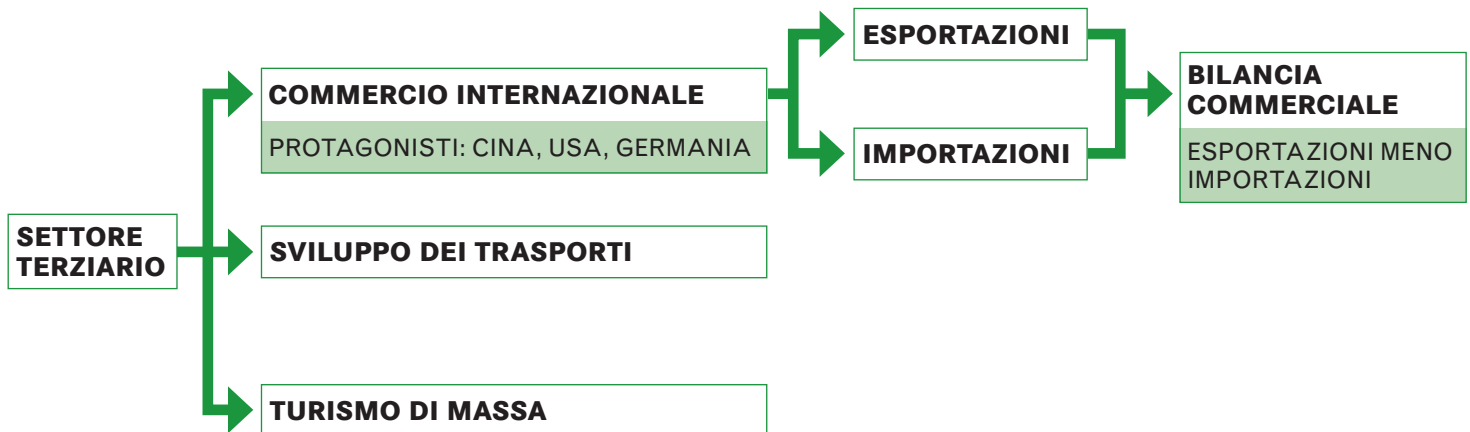 SETTORE
TERZIARIO
COMMERCIO INTERNAZIONALE
PROTAGONISTI: CINA, USA, GERMANIA
ESPORTAZIONI
IMPORTAZIONI
BILANCIA
COMMERCIALE
ESPORTAZIONI MENO
IMPORTAZIONI
SVILUPPO DEI TRASPORTI
TURISMO DI MASSA